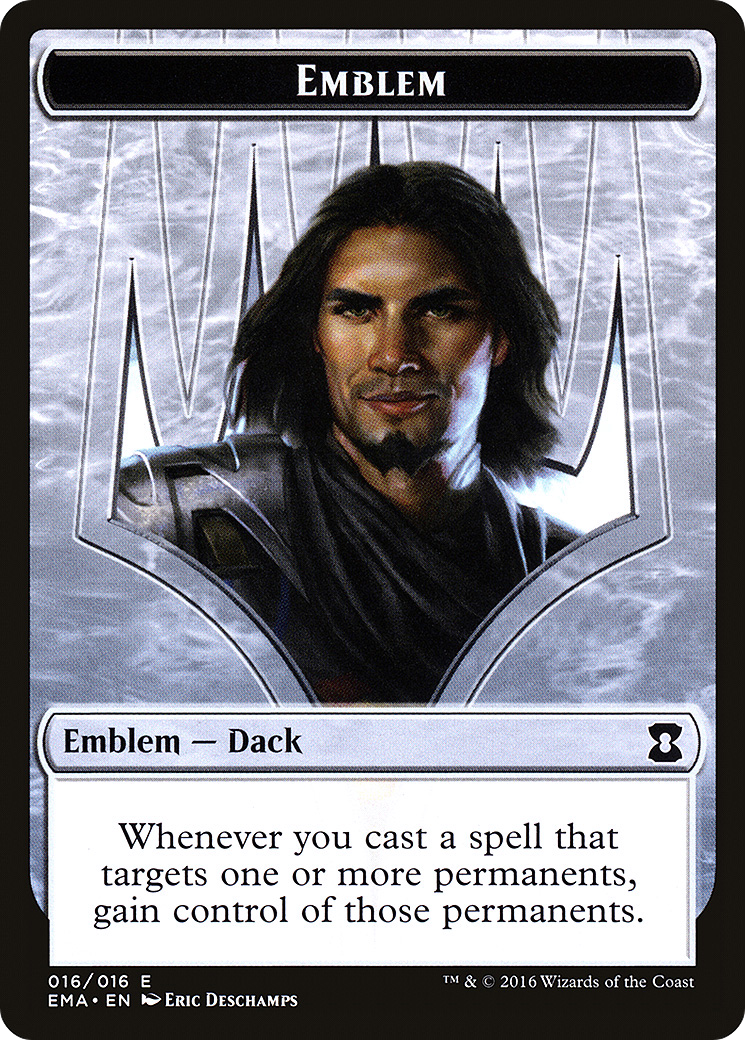 Emblem
Emblem — Dack
Whenever you cast a spell that
targets one or more permanents,
gain control of those permanents.
016/016 E
™ & © 2016 Wizards of the Coast
EMA • EN Eric Deschamps